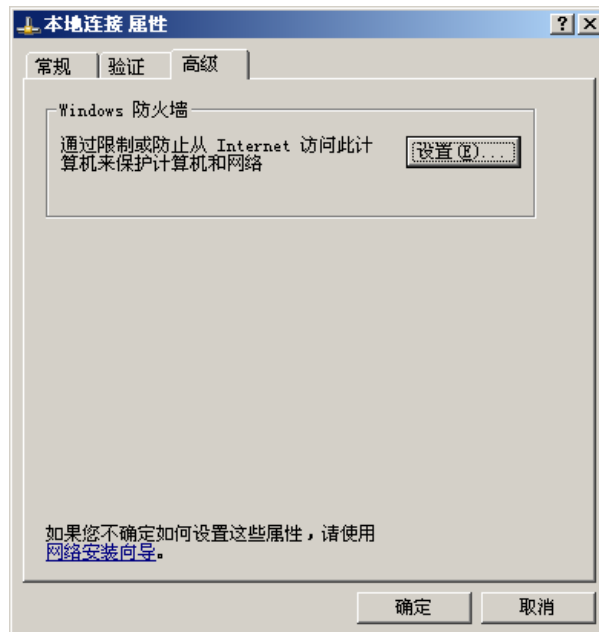 本地连接 属性
常规 验证 高级
Windows 防火墙
通过限制或防止从 Internet 访问此计
算机来保护计算机和网络
设置(E)...
如果您不确定如何设置这些属性，请使用
网络安装向导。
确定 取消